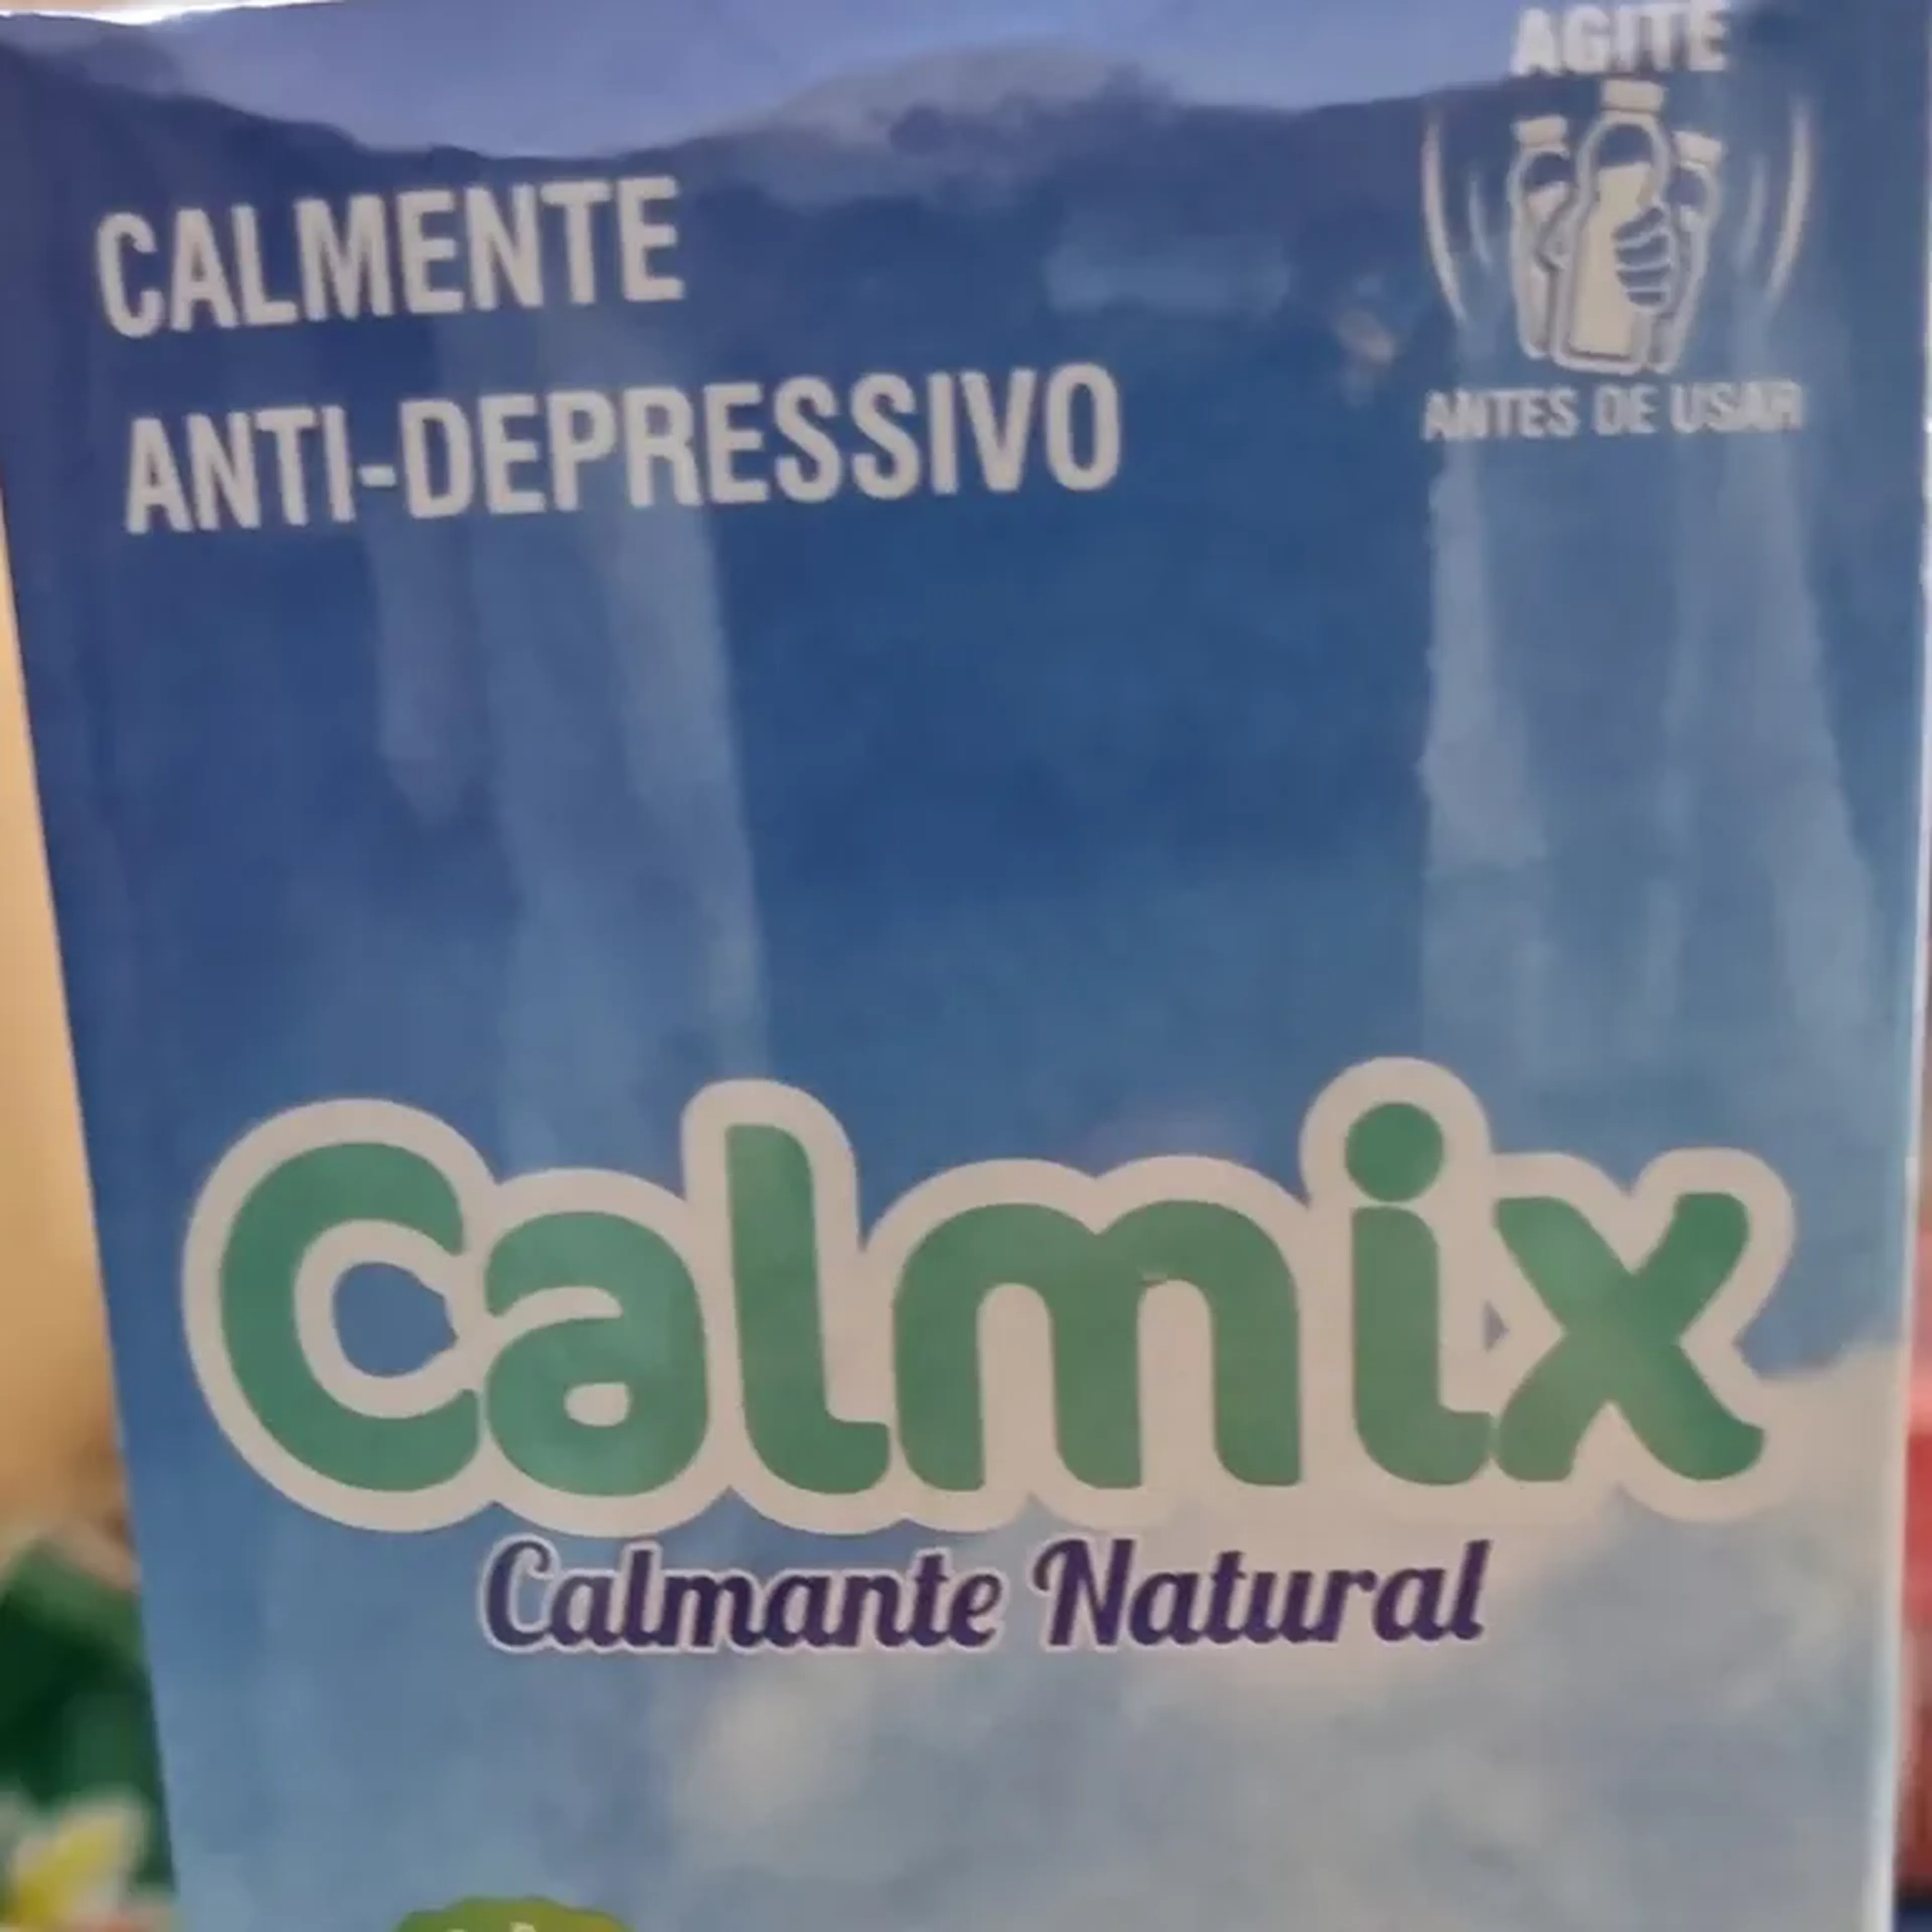 AGITE
ANTES DE USAR
CALMENTE
ANTI-DEPRESSIVO
Calmix
Calmante Natural